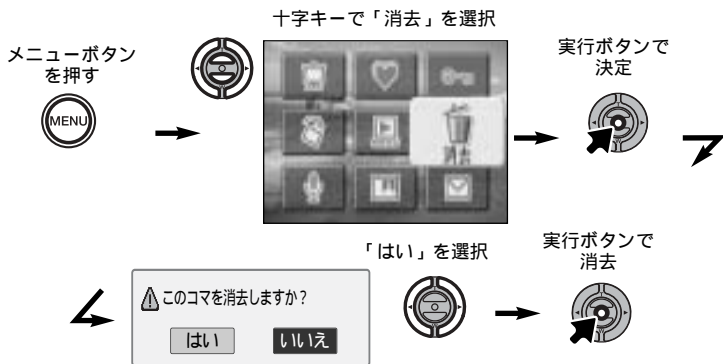 十字キーで「消去」を選択
メニューボタン
を押す
MENU
消去
実行ボタンで
決定
「はい」を選択
実行ボタンで
消去
このコマを消去しますか?
はい
いいえ